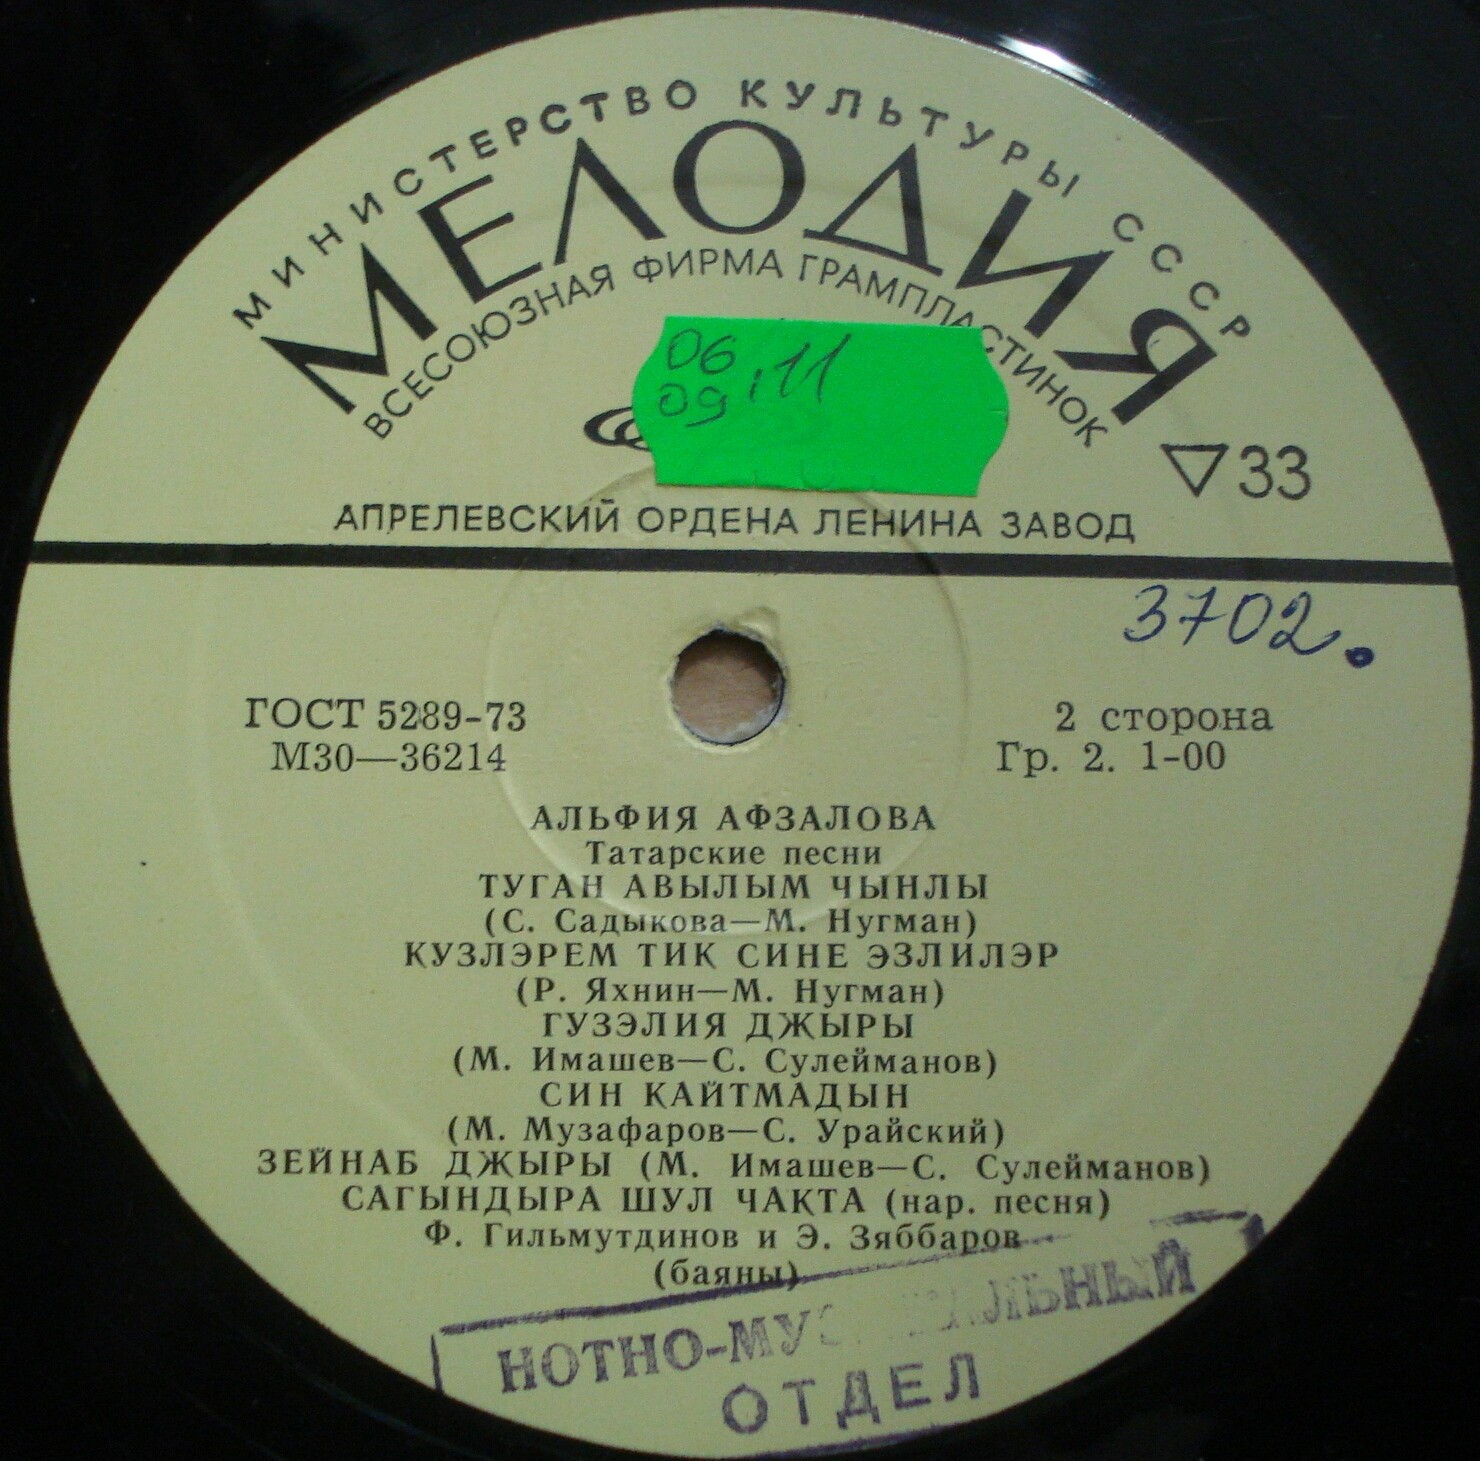 МИНИСТЕРСТВО КУЛЬТУРЫ СССР
МЕЛОДИЯ
ВСЕСОЮЗНАЯ ФИРМА ГРАМПЛАСТИНОК
06
09.11
33
АПРЕЛЕВСКИЙ ОРДЕНА ЛЕНИНА ЗАВОД
3702.
ГОСТ 5289-73
2 сторона
М30—36214
Гр. 2. 1-00
АЛЬФИЯ АФЗАЛОВА
Татарские песни
ТУГАН АВЫЛЫМ ЧЫНЛЫ
(С. Садыкова—М. Нугман)
КУЗЛЭРЕМ ТИК СИНЕ ЭЗЛИЛЭР
(Р. Яхнин—М. Нугман)
ГУЗЭЛИЯ ДЖЫРЫ
(М. Имашев—С. Сулейманов)
СИН КАЙТМАДЫН
(М. Музафаров—С. Урайский)
ЗЕЙНАБ ДЖЫРЫ (М. Имашев—С. Сулейманов)
САГЫНДЫРА ШУЛ ЧАКТА (нар. песня)
Ф. Гильмутдинов и Э. Зяббаров
(баяны)
НОТНО-МУЗЫКАЛЬНЫЙ
ОТДЕЛ